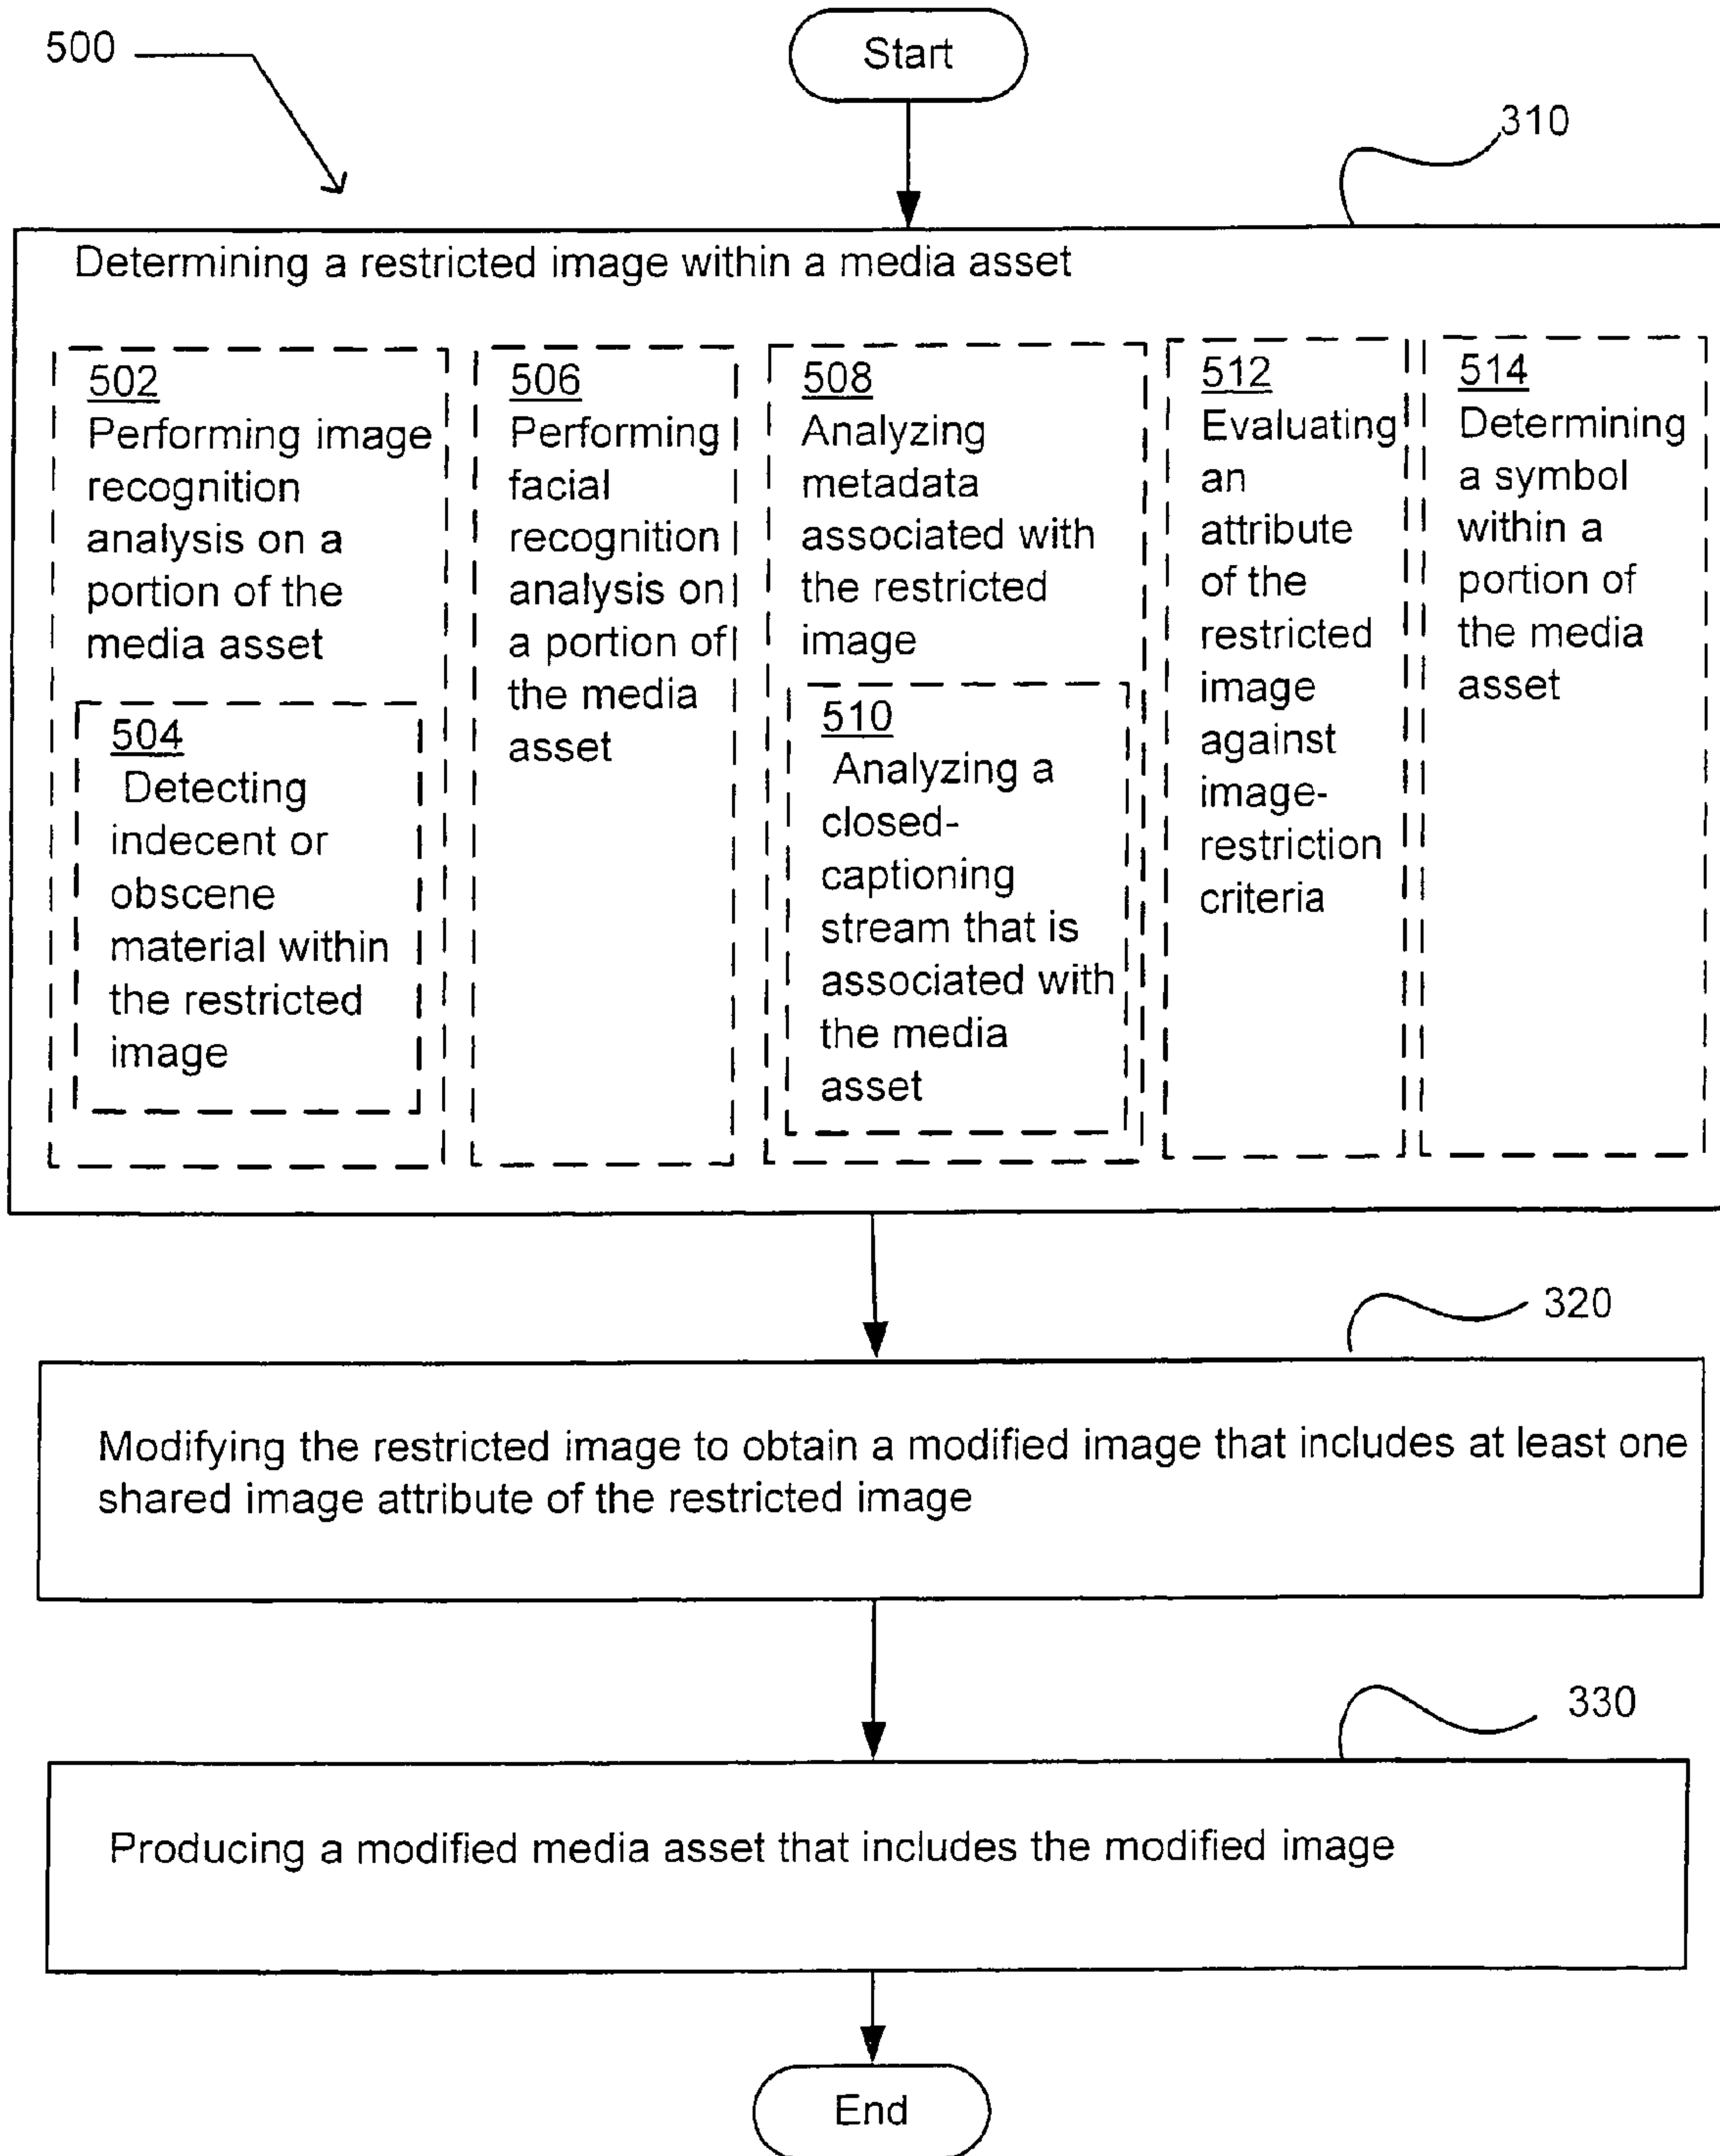 500
Start
310
Determining a restricted image within a media asset
502
Performing image
recognition
analysis on a
portion of the
media asset
504
Detecting
indecent or
obscene
material within
the restricted
image
506
Performing
facial
recognition
analysis on
a portion of
the media
asset
508
Analyzing
metadata
associated with
the restricted
image
510
Analyzing a
closed-
captioning
stream that is
associated with
the media
asset
512
Evaluating
an
attribute
of the
restricted
image
against
image-
restriction
criteria
514
Determining
a symbol
within a
portion of
the media
asset
320
Modifying the restricted image to obtain a modified image that includes at least one
shared image attribute of the restricted image
330
Producing a modified media asset that includes the modified image
End